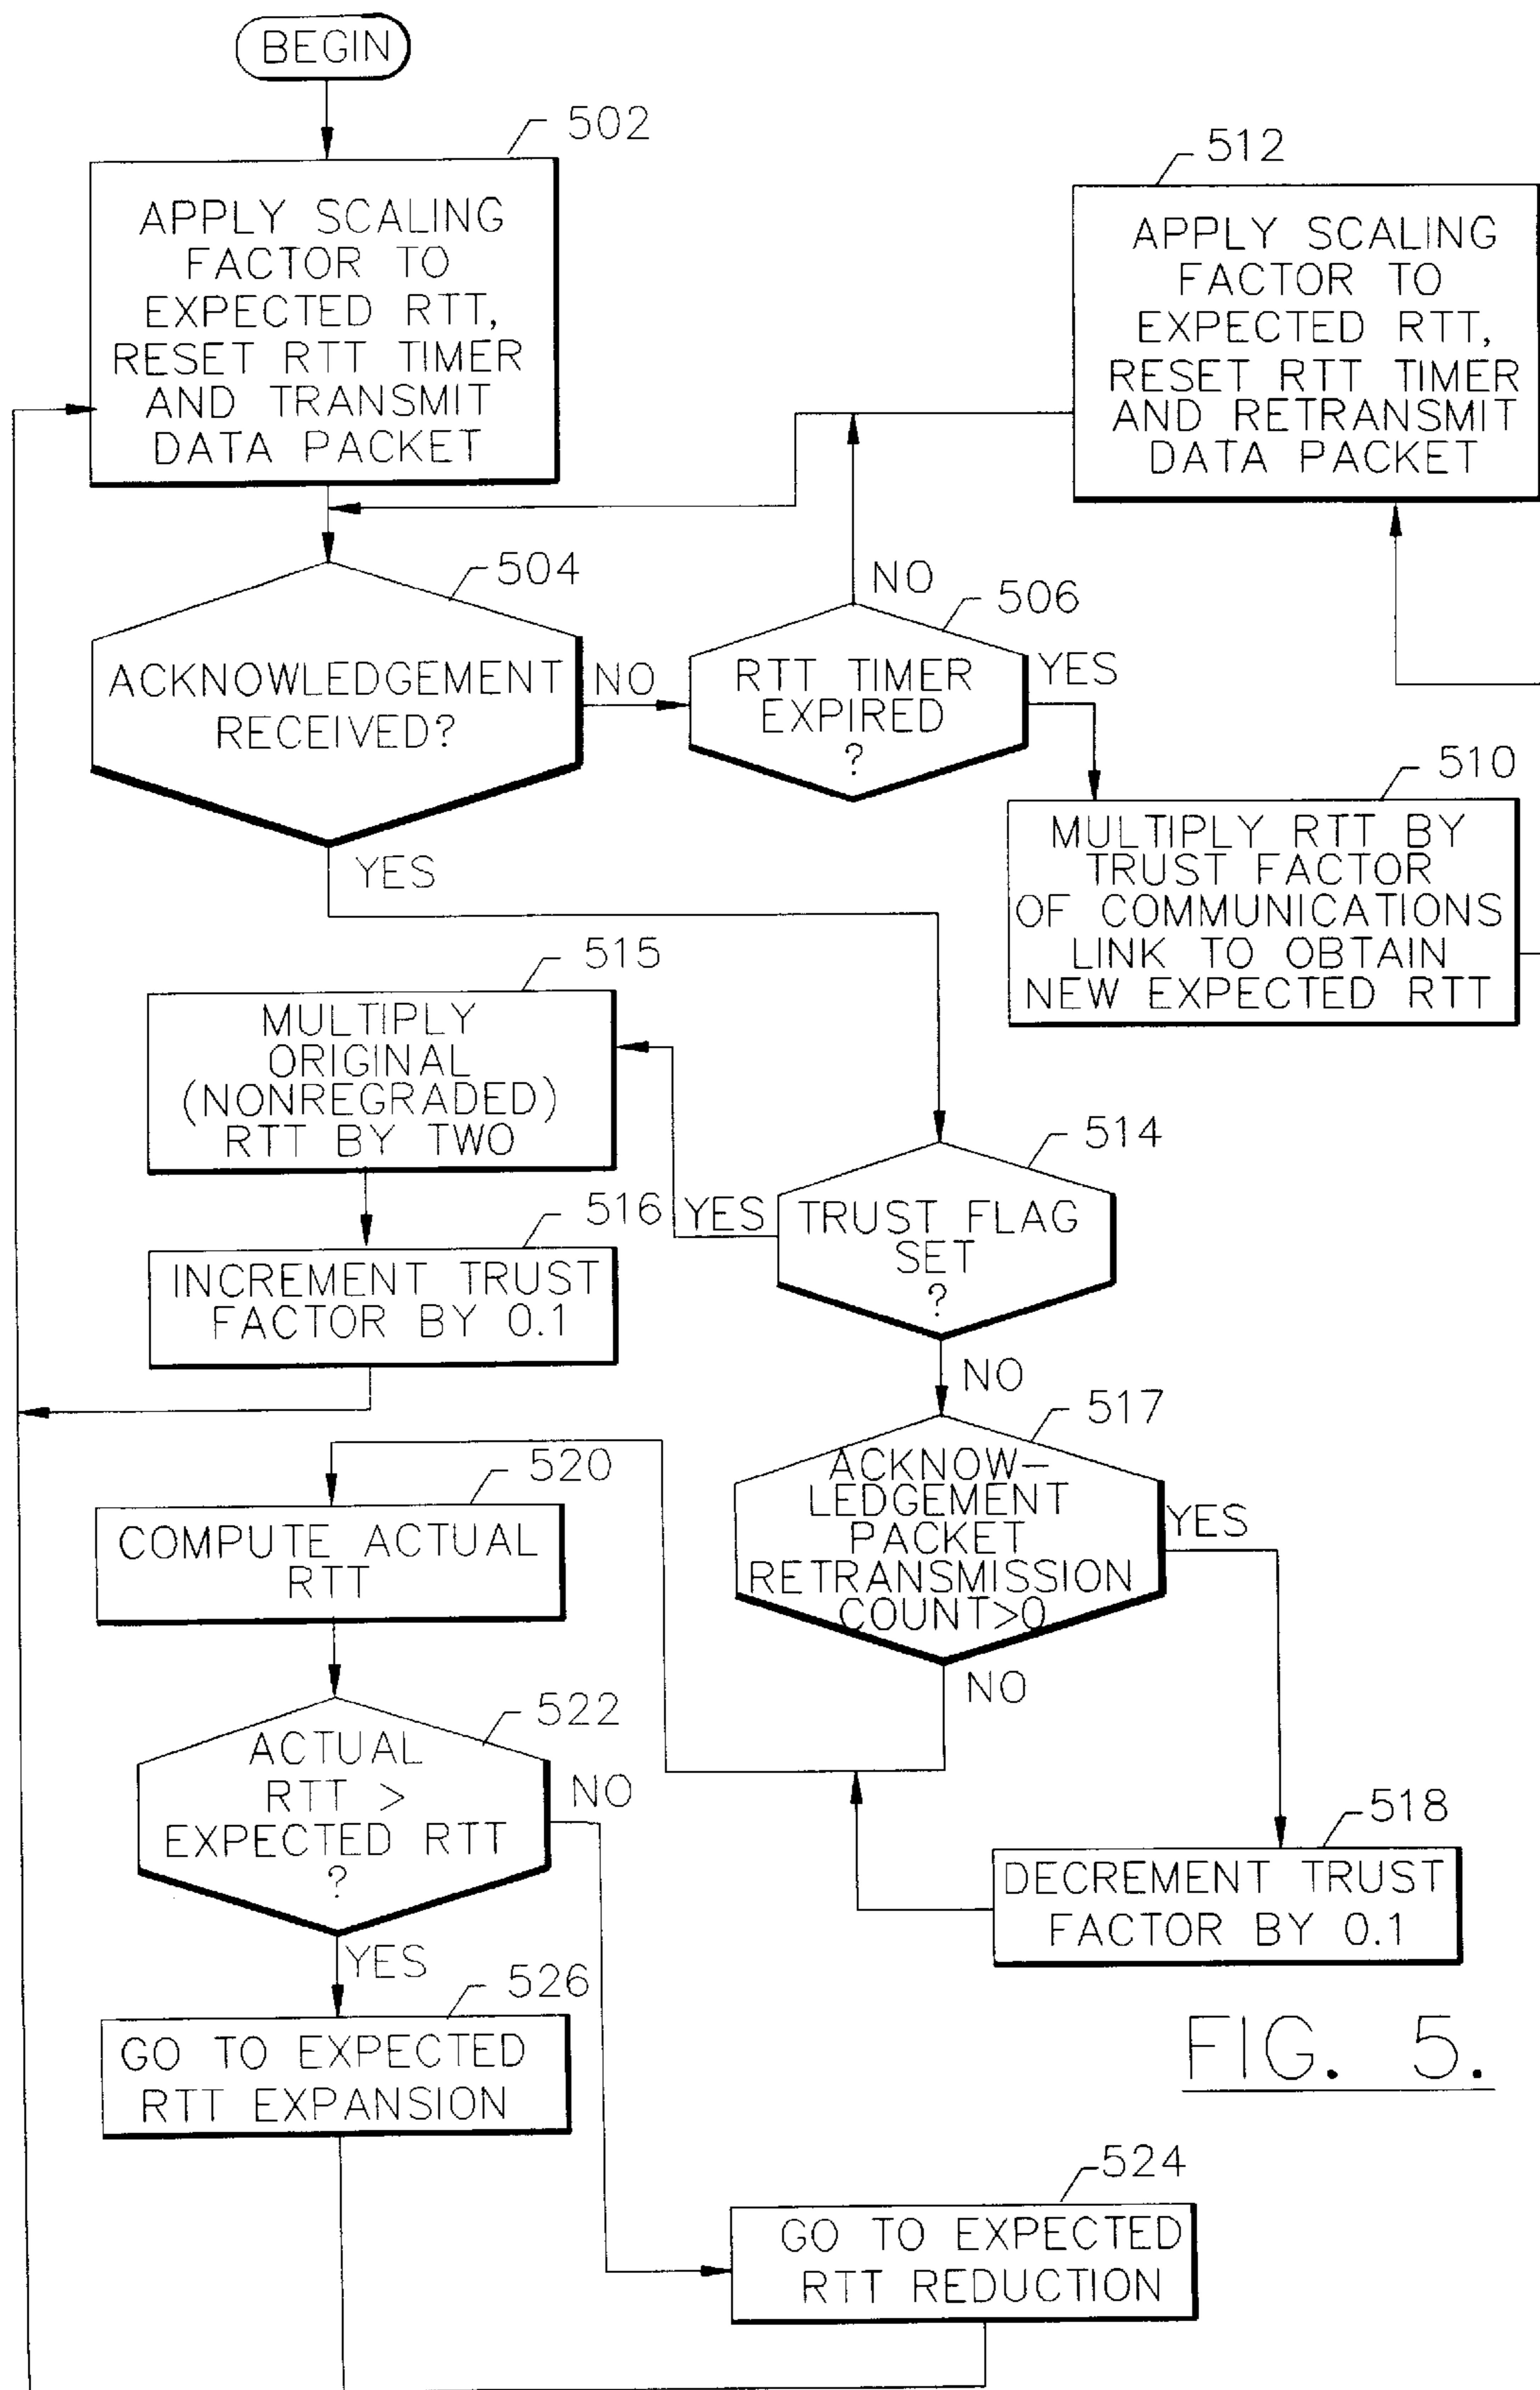 BEGIN
502
APPLY SCALING
FACTOR TO
EXPECTED RTT,
RESET RTT TIMER
AND TRANSMIT
DATA PACKET
512
APPLY SCALING
FACTOR TO
EXPECTED RTT,
RESET RTT TIMER
AND RETRANSMIT
DATA PACKET
504
ACKNOWLEDGEMENT
RECEIVED?
NO
NO
506
RTT TIMER
EXPIRED
?
YES
510
MULTIPLY RTT BY
TRUST FACTOR
OF COMMUNICATIONS
LINK TO OBTAIN
NEW EXPECTED RTT
YES
515
MULTIPLY
ORIGINAL
(NONREGRADED)
RTT BY TWO
514
TRUST FLAG
SET
?
YES
516
INCREMENT TRUST
FACTOR BY 0.1
NO
517
ACKNOW-
LEDGEMENT
PACKET
RETRANSMISSION
COUNT>0
YES
NO
520
COMPUTE ACTUAL
RTT
522
ACTUAL
RTT >
EXPECTED RTT
?
NO
518
DECREMENT TRUST
FACTOR BY 0.1
YES
526
GO TO EXPECTED
RTT EXPANSION
524
GO TO EXPECTED
RTT REDUCTION
FIG. 5.